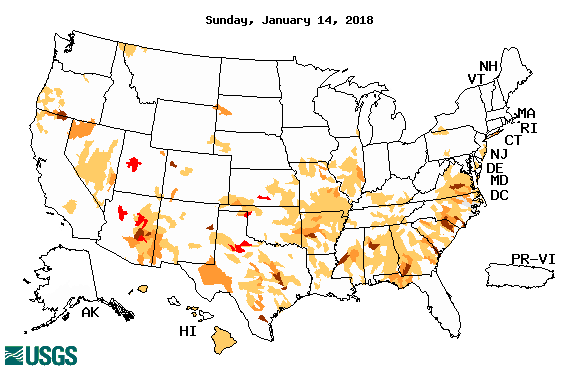 Sunday, January 14, 2018
NH
VT
MA
RI
CT
NJ
DE
MD
DC
PR-VI
AK
HI
USGS